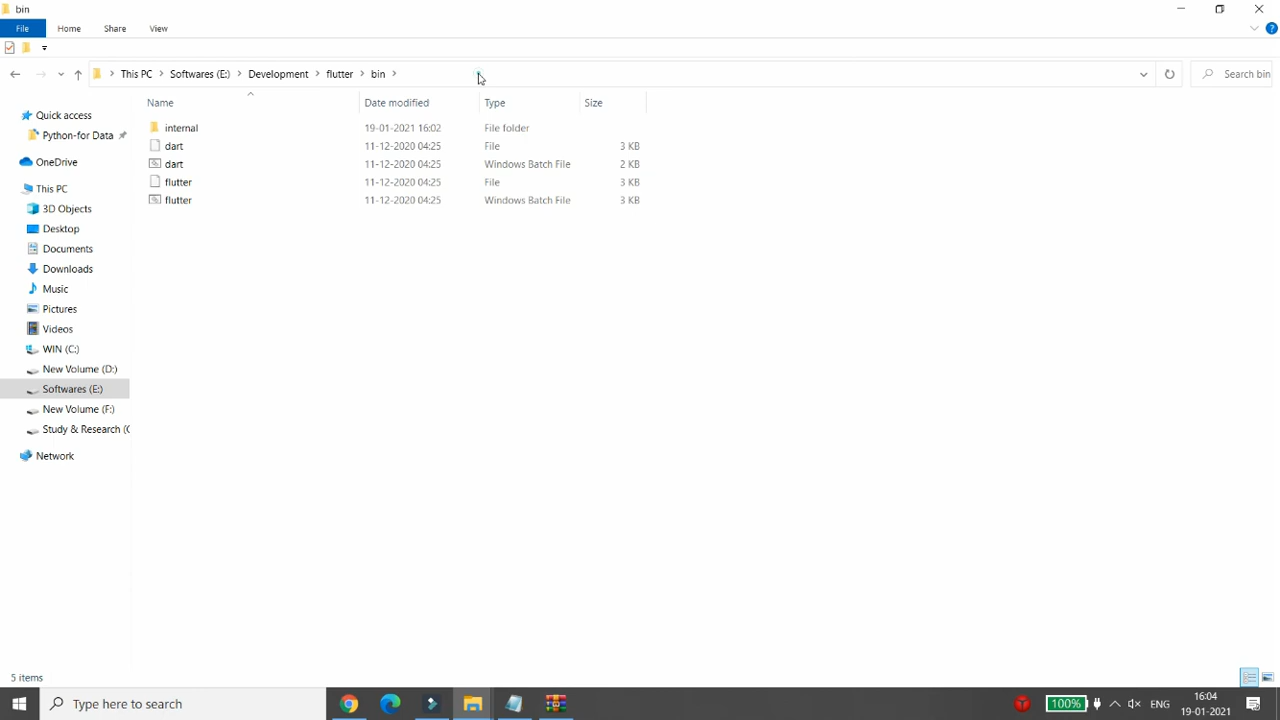 bin
File Home Share View
This PC Softwares (E:) Development flutter bin Search bin
Name Date modified Type Size
Quick access
Python-for Data
OneDrive
This PC
3D Objects
Desktop
Documents
Downloads
Music
Pictures
Videos
WIN (C:)
New Volume (D:)
Softwares (E:)
New Volume (F:)
Study & Research (
Network
internal 19-01-2021 16:02 File folder
dart 11-12-2020 04:25 File 3 KB
dart 11-12-2020 04:25 Windows Batch File 2 KB
flutter 11-12-2020 04:25 File 3 KB
flutter 11-12-2020 04:25 Windows Batch File 3 KB
5 items
Type here to search
100%
ENG
16:04
19-01-2021